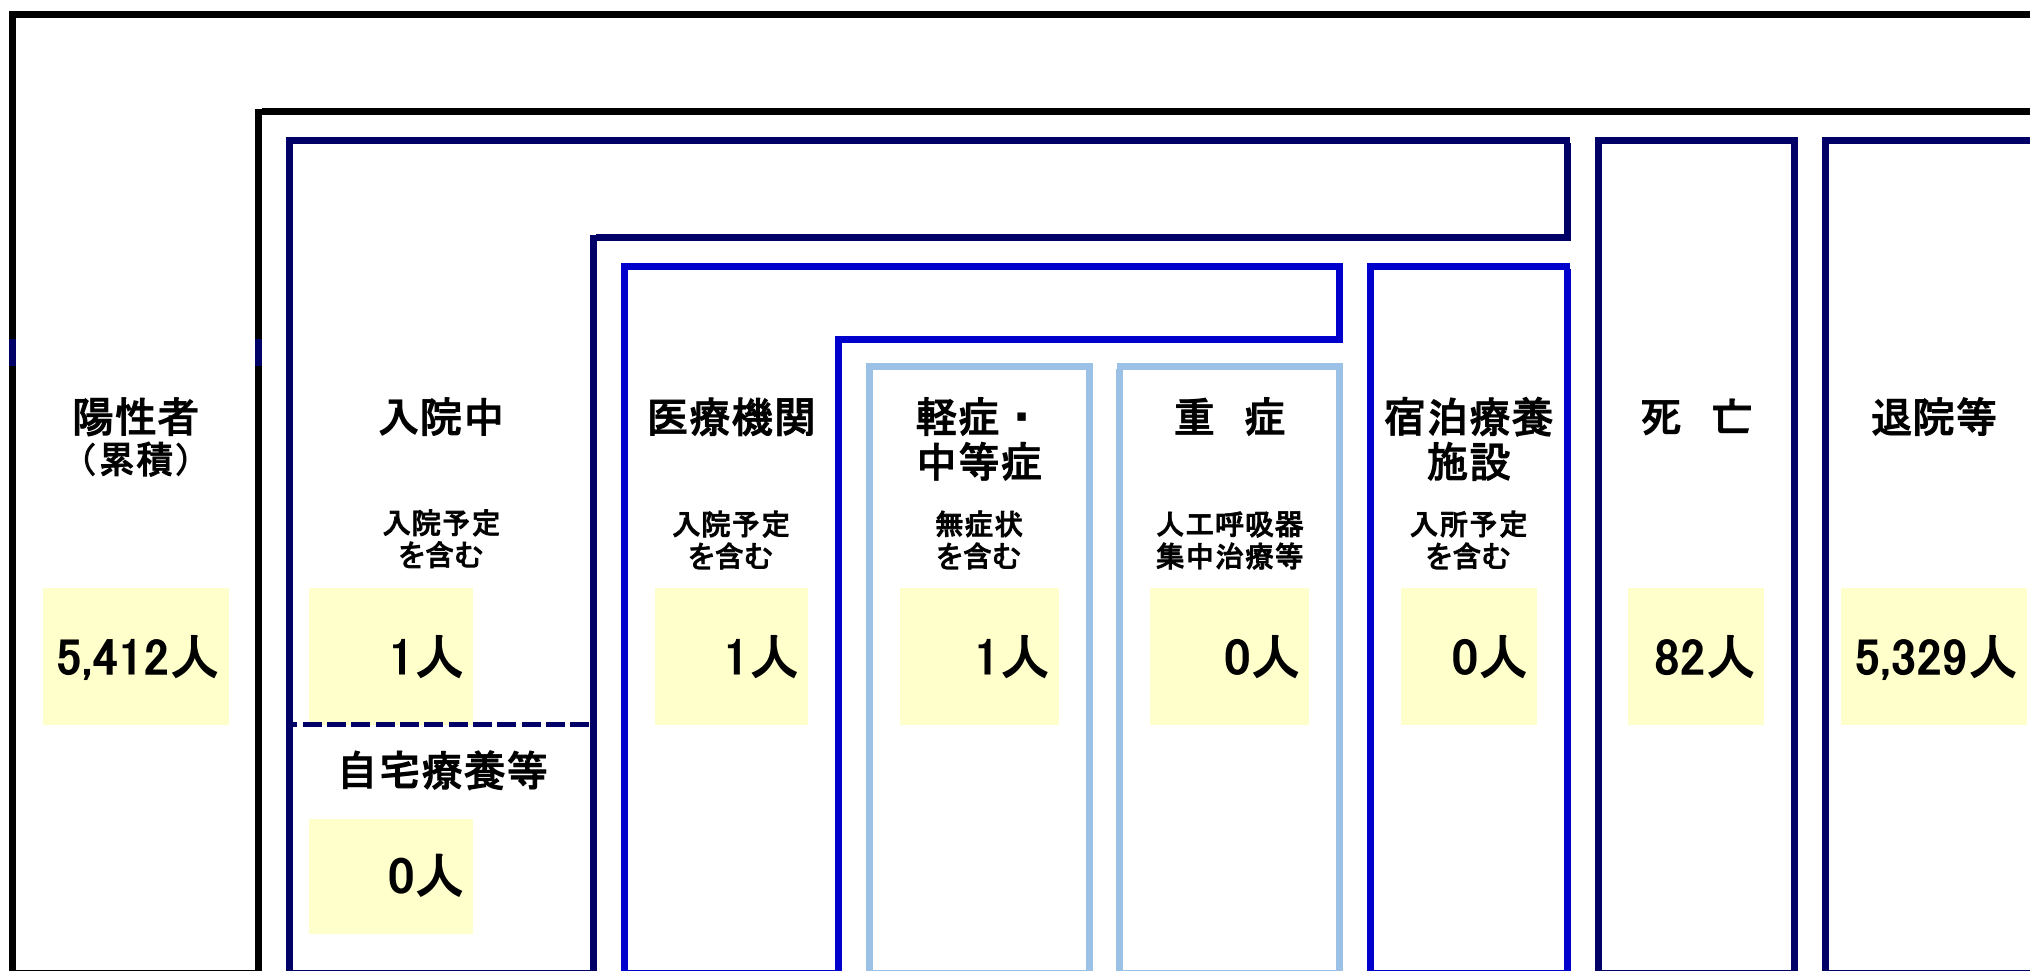 陽性者
（累積）
5,412人
入院中
入院予定
を含む
1人
自宅療養等
0人
医療機関
入院予定
を含む
1人
軽症・
中等症
無症状
を含む
1人
重 症
人工呼吸器
集中治療等
0人
宿泊療養
施設
入所予定
を含む
0人
死 亡
82人
退院等
5,329人